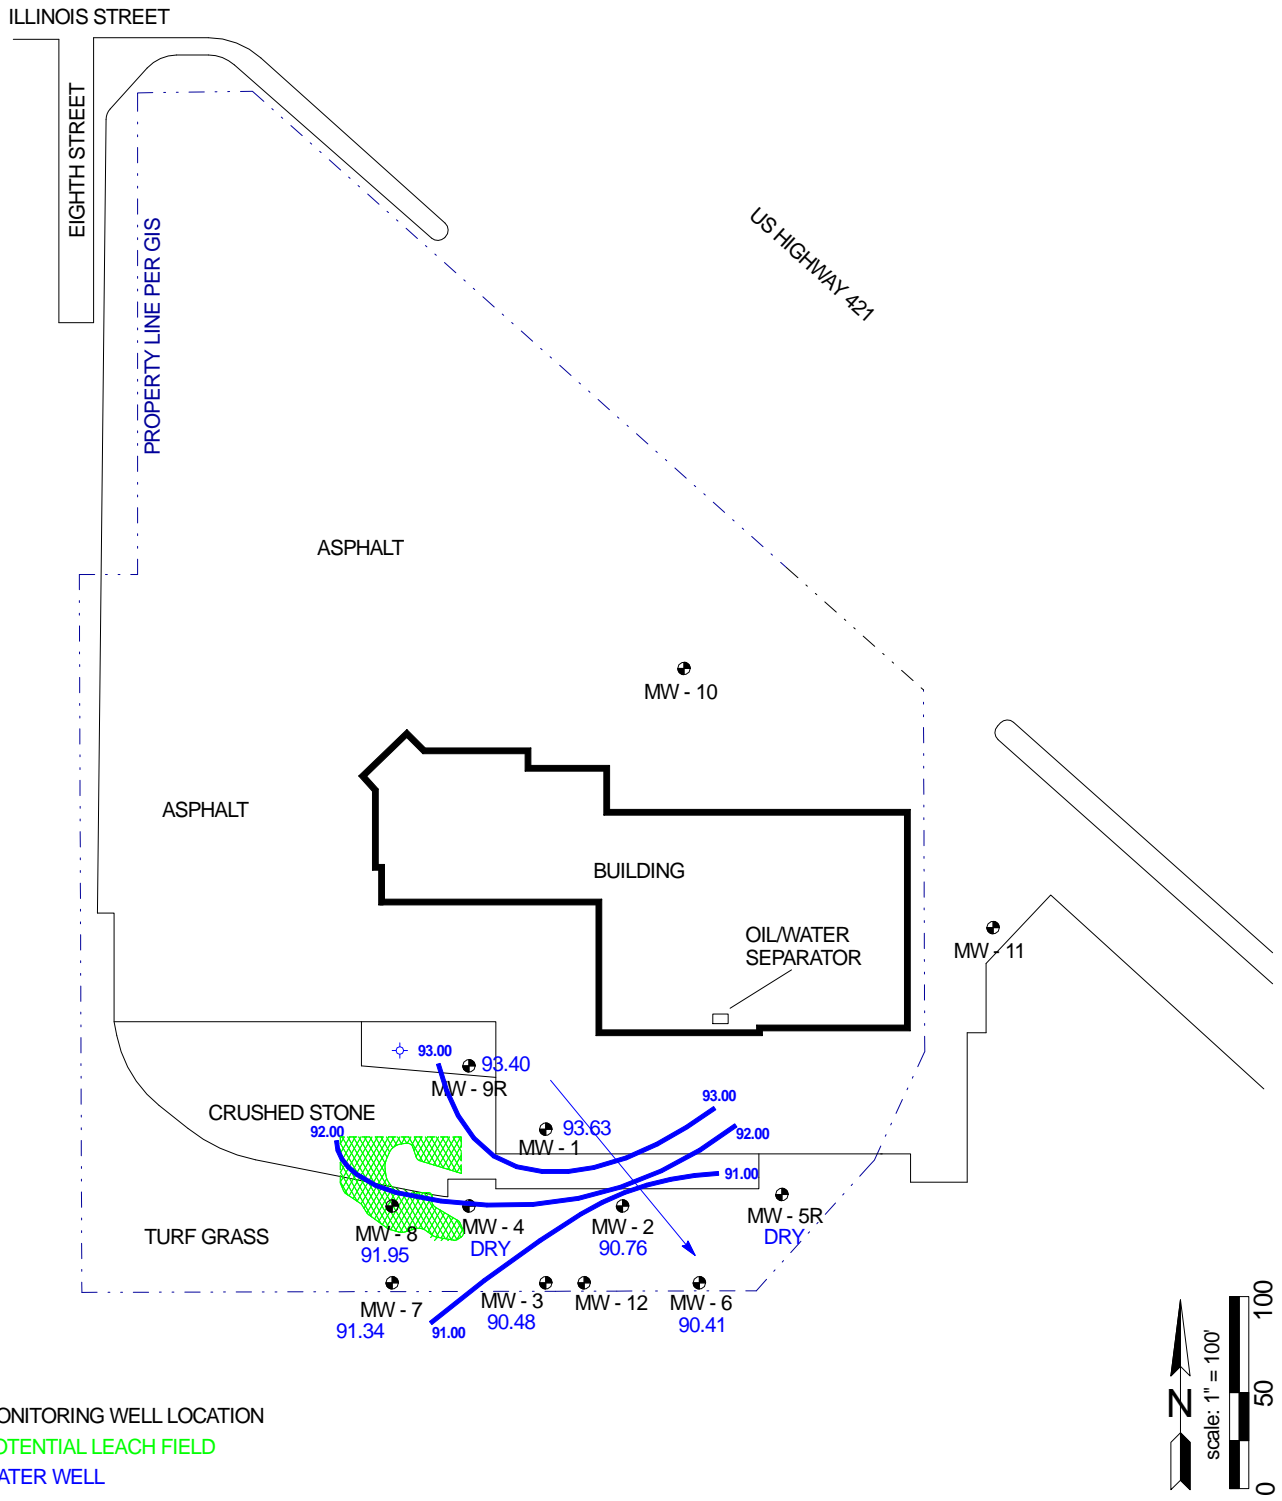 ILLINOIS STREET
EIGHTH STREET
PROPERTY LINE PER GIS
US HIGHWAY 421
ASPHALT
MW - 10
ASPHALT
BUILDING
OIL/WATER
SEPARATOR
MW - 11
93.00
93.40
MW - 9R
CRUSHED STONE
92.00
93.63
MW - 1
93.00
92.00
91.00
TURF GRASS
MW - 8
91.95
MW - 4
DRY
MW - 2
90.76
MW - 5R
DRY
MW - 7
91.34
91.00
MW - 3
90.48
MW - 12
MW - 6
90.41
N
scale: 1" = 100'
0
50
100
ONITORING WELL LOCATION
OTENTIAL LEACH FIELD
ATER WELL